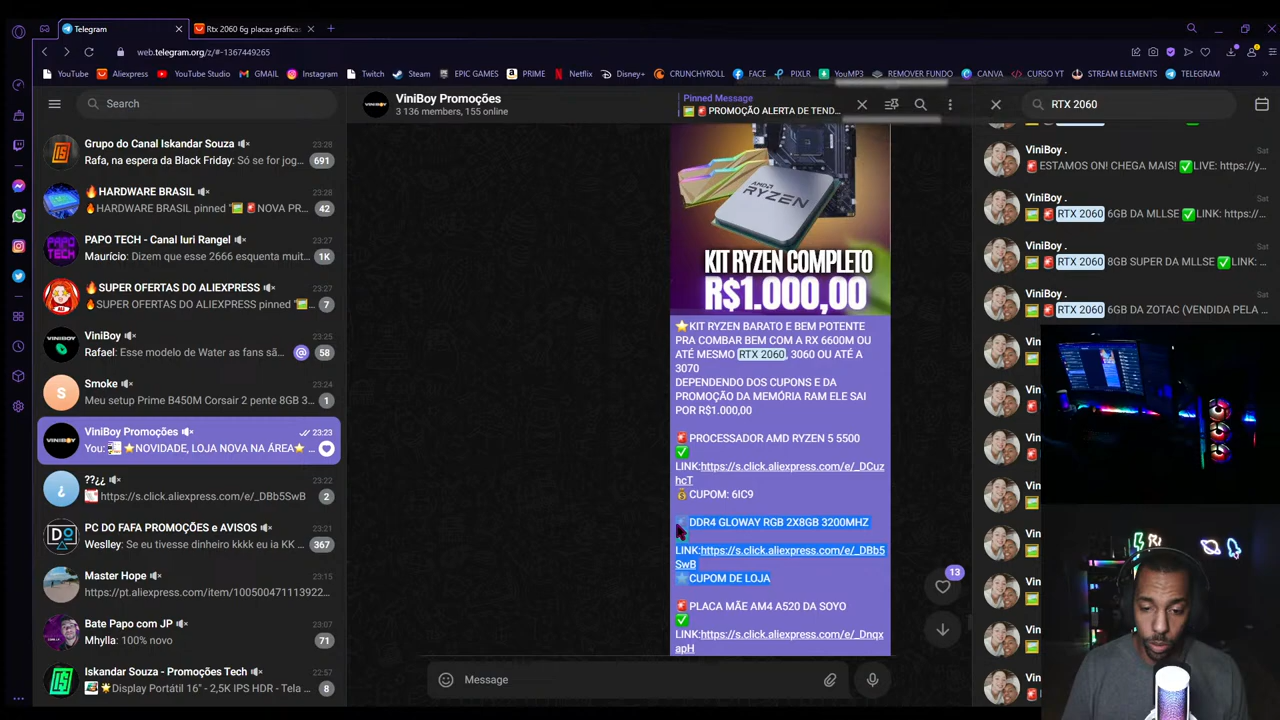 Telegram
Rtx 2060 6g placas gráficas
web.telegram.org/z/#-1367449265
YouTube
Aliexpress
YouTube Studio
GMAIL
Instagram
Twitch
Steam
EPIC GAMES
PRIME
Netflix
Disney+
CRUNCHYROLL
FACE
PIXLR
YouMP3
REMOVER FUNDO
CANVA
CURSO YT
STREAM ELEMENTS
TELEGRAM
Search
Grupo do Canal Iskandar Souza
23:28
Rafa, na espera da Black Friday: Só se for jog...
691
🔥HARDWARE BRASIL
23:28
🔥HARDWARE BRASIL pinned "🖼🚨NOVA PR...
42
PAPO TECH - Canal Iuri Rangel
23:27
Maurício: Dizem que esse 2666 esquenta muit...
1K
🔥SUPER OFERTAS DO ALIEXPRESS
23:27
🔥SUPER OFERTAS DO ALIEXPRESS pinned "🖼...
7
ViniBoy
23:25
Rafael: Esse modelo de Water as fans sã...
@ 58
Smoke
23:24
Meu setup Prime B450M Corsair 2 pente 8GB 3...
1
ViniBoy Promoções
23:23
You: ⭐NOVIDADE, LOJA NOVA NA ÁREA⭐ ...
??¿¿
23:22
https://s.click.aliexpress.com/e/_DBb5SwB
2
PC DO FAFA PROMOÇÕES e AVISOS
23:21
Weslley: Se eu tivesse dinheiro kkkk eu ia KK ...
367
Master Hope
23:15
https://pt.aliexpress.com/item/1005004711392...
Bate Papo com JP
23:07
Mhylla: 100% novo
71
Iskandar Souza - Promoções Tech
22:57
🌟Display Portátil 16" - 2,5K IPS HDR - Tela ...
8
ViniBoy Promoções
3 136 members, 155 online
Pinned Message
🖼🚨PROMOÇÃO ALERTA DE TEND...
AMD
RYZEN
KIT RYZEN COMPLETO
R$1.000,00
⭐KIT RYZEN BARATO E BEM POTENTE
PRA COMBAR BEM COM A RX 6600M OU
ATÉ MESMO RTX 2060, 3060 OU ATÉ A
3070
DEPENDENDO DOS CUPONS E DA
PROMOÇÃO DA MEMÓRIA RAM ELE SAI
POR R$1.000,00
🚨PROCESSADOR AMD RYZEN 5 5500
✅
LINK:https://s.click.aliexpress.com/e/_DCuz
hcT
💰CUPOM: 6IC9
DDR4 GLOWAY RGB 2X8GB 3200MHZ
LINK:https://s.click.aliexpress.com/e/_DBb5
SwB
⭐CUPOM DE LOJA
🚨PLACA MÃE AM4 A520 DA SOYO
✅
LINK:https://s.click.aliexpress.com/e/_Dnqx
apH
13
Message
RTX 2060
ViniBoy .
Sat
🚨ESTAMOS ON! CHEGA MAIS! ✅LIVE: https://y...
ViniBoy .
Sat
🖼🚨RTX 2060 6GB DA MLLSE ✅LINK: https://...
ViniBoy .
Sat
🖼🚨RTX 2060 8GB SUPER DA MLLSE ✅LINK: ...
ViniBoy .
Sat
🖼🚨RTX 2060 6GB DA ZOTAC (VENDIDA PELA ...